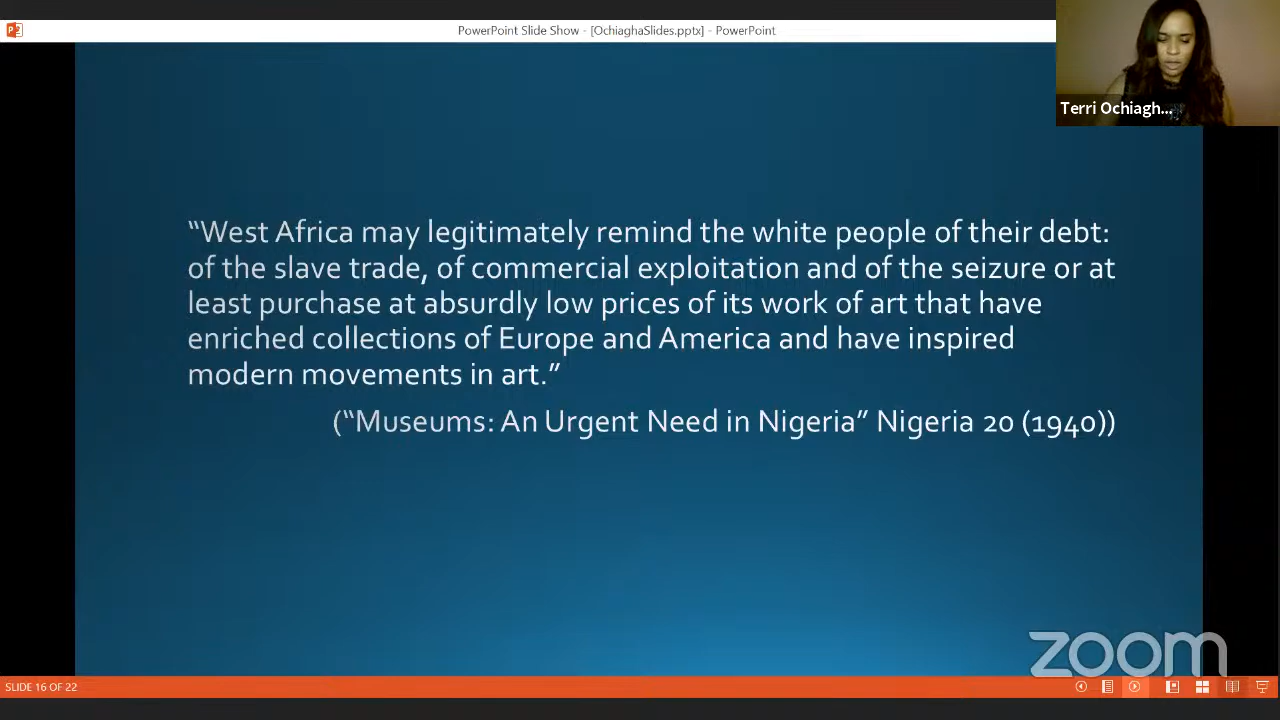 PowerPoint Slide Show - [OchiaghaSlides.pptx] - PowerPoint
Terri Ochiagh...
“West Africa may legitimately remind the white people of their debt:
of the slave trade, of commercial exploitation and of the seizure or at
least purchase at absurdly low prices of its work of art that have
enriched collections of Europe and America and have inspired
modern movements in art.”
(“Museums: An Urgent Need in Nigeria” Nigeria 20 (1940))
zoom
SLIDE 16 OF 22